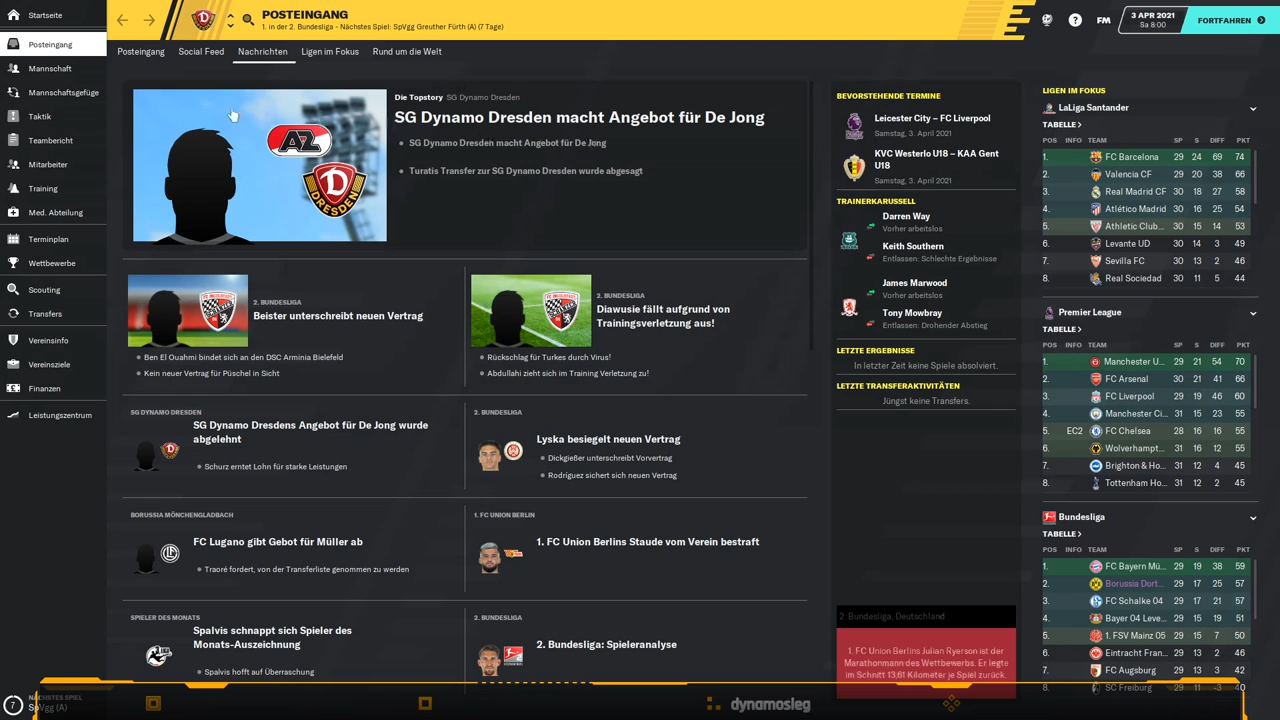 Startseite
Posteingang
Mannschaft
Mannschaftsgefüge
Taktik
Teambericht
Mitarbeiter
Training
Med. Abteilung
Terminplan
Wettbewerbe
Scouting
Transfers
Vereinsinfo
Vereinsziele
Finanzen
Leistungszentrum
7
NÄCHSTES SPIEL
SpVgg (A)
POSTEINGANG
1. in der 2. Bundesliga - Nächstes Spiel: SpVgg Greuther Fürth (A) (7 Tage)
?
FM
3 APR 2021
Sa 8:00
FORTFAHREN
Posteingang Social Feed Nachrichten Ligen im Fokus Rund um die Welt
AZ
D
DRESDEN
Die Topstory SG Dynamo Dresden
SG Dynamo Dresden macht Angebot für De Jong
SG Dynamo Dresden macht Angebot für De Jong
Turatis Transfer zur SG Dynamo Dresden wurde abgesagt
2. BUNDESLIGA
Beister unterschreibt neuen Vertrag
Ben El Ouahmi bindet sich an den DSC Arminia Bielefeld
Kein neuer Vertrag für Püschel in Sicht
2. BUNDESLIGA
Diawusie fällt aufgrund von
Trainingsverletzung aus!
Rückschlag für Turkes durch Virus!
Abdullahi zieht sich im Training Verletzung zu!
SG DYNAMO DRESDEN
SG Dynamo Dresdens Angebot für De Jong wurde
abgelehnt
Schurz erntet Lohn für starke Leistungen
2. BUNDESLIGA
Lyska besiegelt neuen Vertrag
Dickgießer unterschreibt Vorvertrag
Rodríguez sichert sich neuen Vertrag
BORUSSIA MÖNCHENGLADBACH
FC Lugano gibt Gebot für Müller ab
Traoré fordert, von der Transferliste genommen zu werden
1. FC UNION BERLIN
1. FC Union Berlins Staude vom Verein bestraft
SPIELER DES MONATS
Spalvis schnappt sich Spieler des
Monats-Auszeichnung
Spalvis hofft auf Überraschung
2. BUNDESLIGA
2. Bundesliga: Spieleranalyse
BEVORSTEHENDE TERMINE
Leicester City – FC Liverpool
Samstag, 3. April 2021
KVC Westerlo U18 – KAA Gent
U18
Samstag, 3. April 2021
TRAINERKARUSSELL
Darren Way
Vorher arbeitslos
Keith Southern
Entlassen: Schlechte Ergebnisse
James Marwood
Vorher arbeitslos
Tony Mowbray
Entlassen: Drohender Abstieg
LETZTE ERGEBNISSE
In letzter Zeit keine Spiele absolviert.
LETZTE TRANSFERAKTIVITÄTEN
Jüngst keine Transfers.
2. Bundesliga, Deutschland
1. FC Union Berlins Julian Ryerson ist der
Marathonmann des Wettbewerbs. Er legte
im Schnitt 13,61 Kilometer je Spiel zurück.
LIGEN IM FOKUS
LaLiga Santander
TABELLE
POS INFO TEAM SP S DIFF PKT
1. FC Barcelona 29 24 69 74
2. Valencia CF 29 20 38 66
3. Real Madrid CF 30 18 27 58
4. Atlético Madrid 30 16 25 54
5. Athletic Club... 30 15 14 53
6. Levante UD 30 14 3 49
7. Sevilla FC 30 13 2 46
8. Real Sociedad 30 11 5 44
Premier League
TABELLE
POS INFO TEAM SP S DIFF PKT
1. Manchester U... 29 21 54 70
2. FC Arsenal 30 21 41 66
3. FC Liverpool 29 19 46 60
4. Manchester Ci... 31 15 23 55
5. EC2 FC Chelsea 28 16 16 55
6. Wolverhampt... 31 16 12 55
7. Brighton & Ho... 31 12 4 45
8. Tottenham Ho... 31 12 2 45
Bundesliga
TABELLE
POS INFO TEAM SP S DIFF PKT
1. FC Bayern Mü... 29 19 38 59
2. Borussia Dort... 29 17 25 57
3. FC Schalke 04 29 17 21 57
4. Bayer 04 Leve... 29 15 19 51
5. 1. FSV Mainz 05 29 15 7 50
6. Eintracht Fran... 29 13 2 46
7. FC Augsburg 29 13 3 42
8. SC Freiburg 29 11 -3 40
dynamosieg